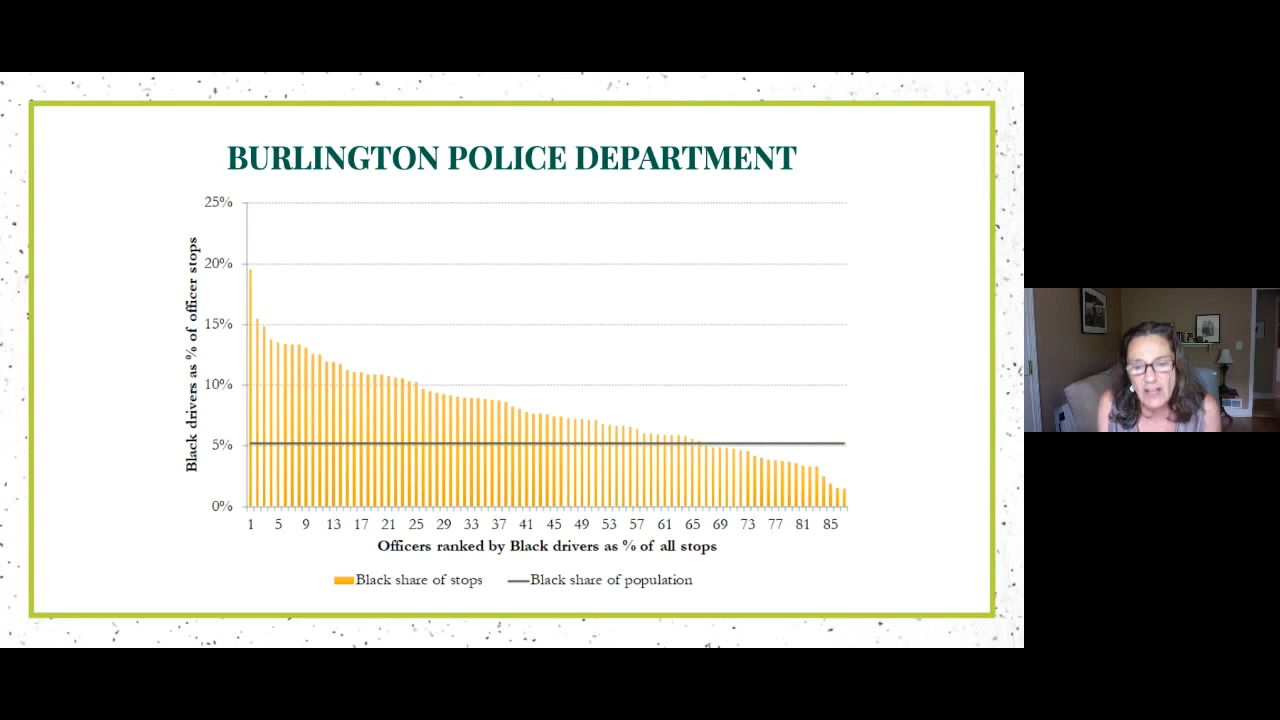 BURLINGTON POLICE DEPARTMENT
25%
20%
15%
10%
5%
0%
Black drivers as % of officer stops
1 5 9 13 17 21 25 29 33 37 41 45 49 53 57 61 65 69 73 77 81 85
Officers ranked by Black drivers as % of all stops
Black share of stops Black share of population